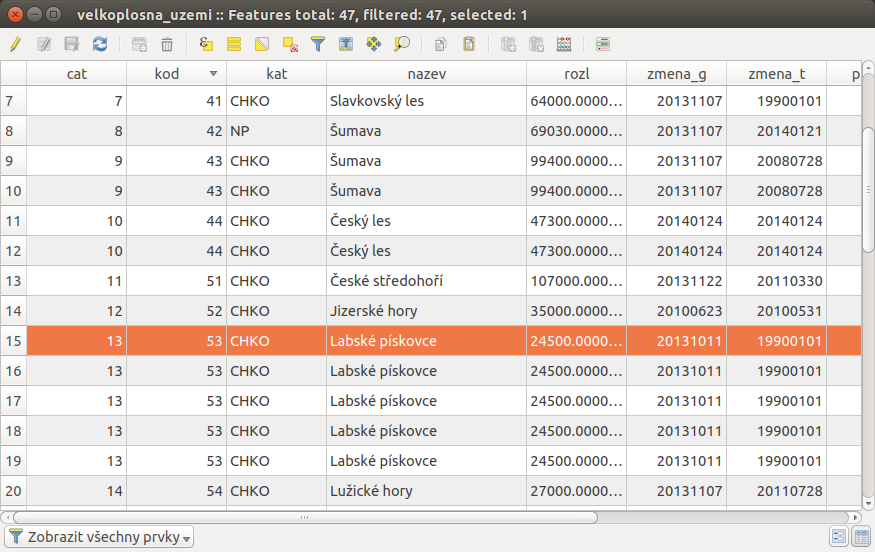 velkoplosna_uzemi :: Features total: 47, filtered: 47, selected: 1
cat kod kat nazev rozl zmena_g zmena_t p
7 7 41 CHKO Slavkovský les 64000.0000... 20131107 19900101
8 8 42 NP Šumava 69030.0000... 20131107 20140121
9 9 43 CHKO Šumava 99400.0000... 20131107 20080728
10 9 43 CHKO Šumava 99400.0000... 20131107 20080728
11 10 44 CHKO Český les 47300.0000... 20140124 20140124
12 10 44 CHKO Český les 47300.0000... 20140124 20140124
13 11 51 CHKO České středohoří 107000.000... 20131122 20110330
14 12 52 CHKO Jizerské hory 35000.0000... 20100623 20100531
15 13 53 CHKO Labské pískovce 24500.0000... 20131011 19900101
16 13 53 CHKO Labské pískovce 24500.0000... 20131011 19900101
17 13 53 CHKO Labské pískovce 24500.0000... 20131011 19900101
18 13 53 CHKO Labské pískovce 24500.0000... 20131011 19900101
19 13 53 CHKO Labské pískovce 24500.0000... 20131011 19900101
20 14 54 CHKO Lužické hory 27000.0000... 20131107 20110728
Zobrazit všechny prvky